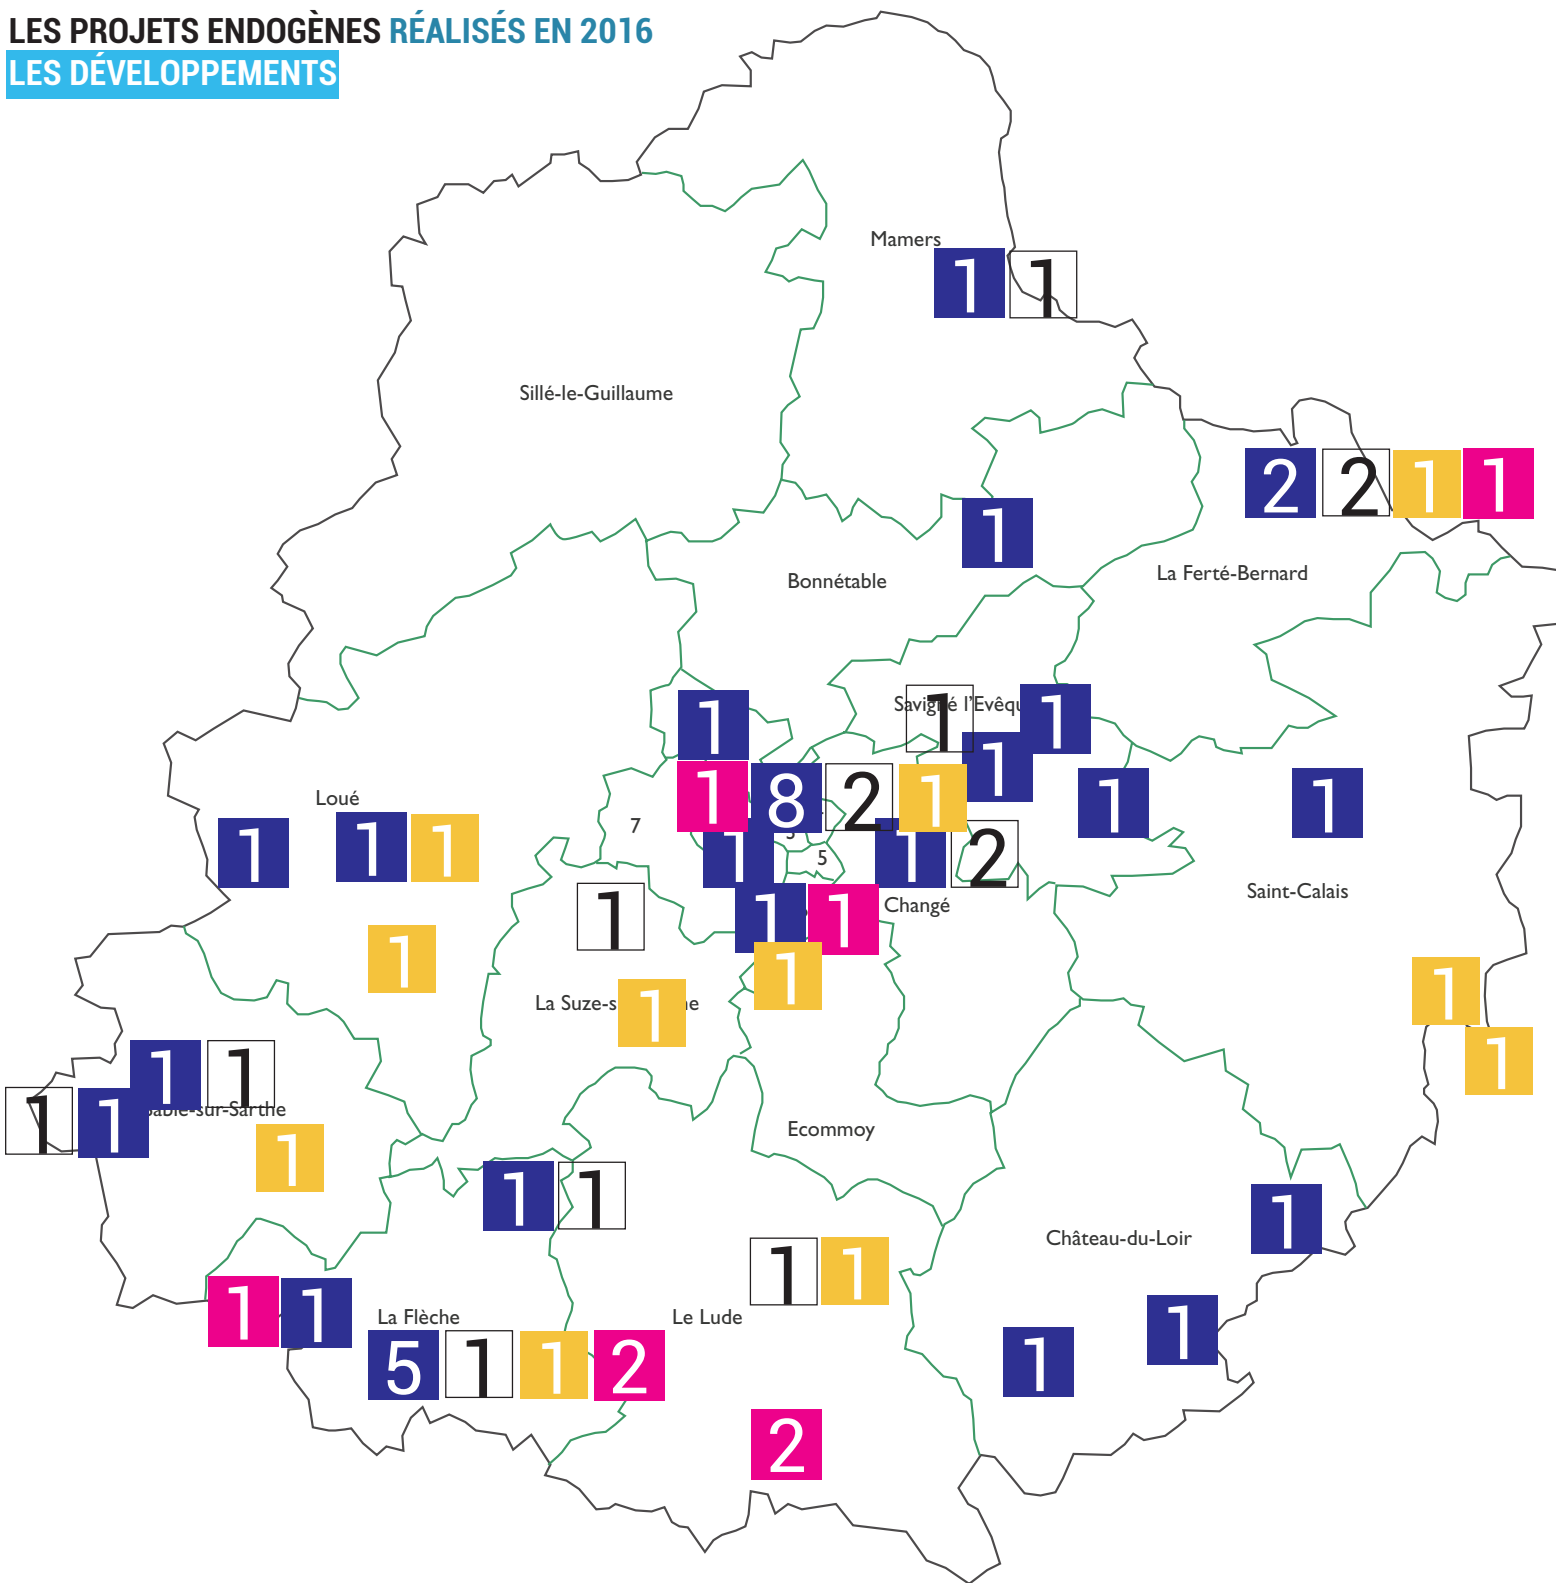 LES PROJETS ENDOGÈNES RÉALISÉS EN 2016
LES DÉVELOPPEMENTS
Mamers
1 1
Sillé-le-Guillaume
2 2 1 1
1
La Ferté-Bernard
Bonnétable
1
1
1
1
Loué
1 8 2 1
1
1
7
1 1 1
1
5
1
2
Saint-Calais
Changé
1
1 1
1
1
La Suze-s
1
1
1
1 1
1 1
Ecommoy
1
1 1
1
Château-du-Loir
1 1
1 1
La Flèche
Le Lude
1
1
5 1 1 2
2